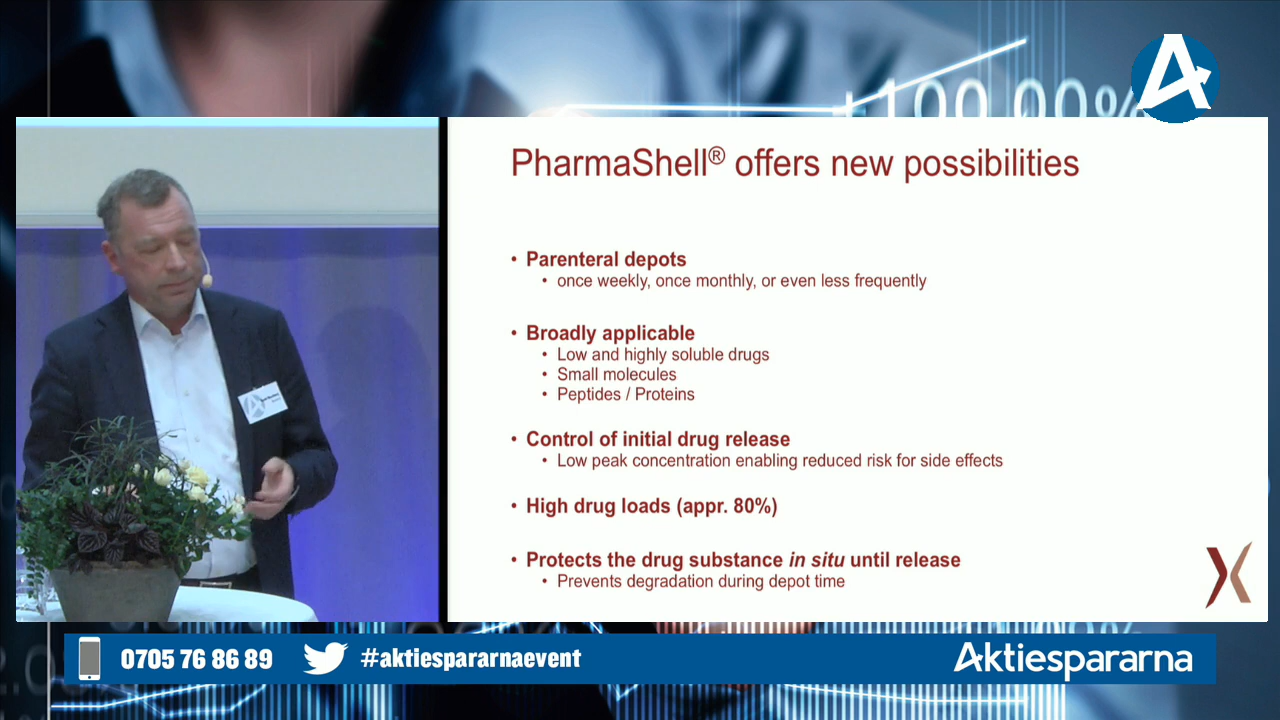 +100,00%
PharmaShell® offers new possibilities
• Parenteral depots
• once weekly, once monthly, or even less frequently
• Broadly applicable
• Low and highly soluble drugs
• Small molecules
• Peptides / Proteins
• Control of initial drug release
• Low peak concentration enabling reduced risk for side effects
• High drug loads (appr. 80%)
• Protects the drug substance in situ until release
• Prevents degradation during depot time
0705 76 86 89
#aktiespararnaevent
Aktiespararna